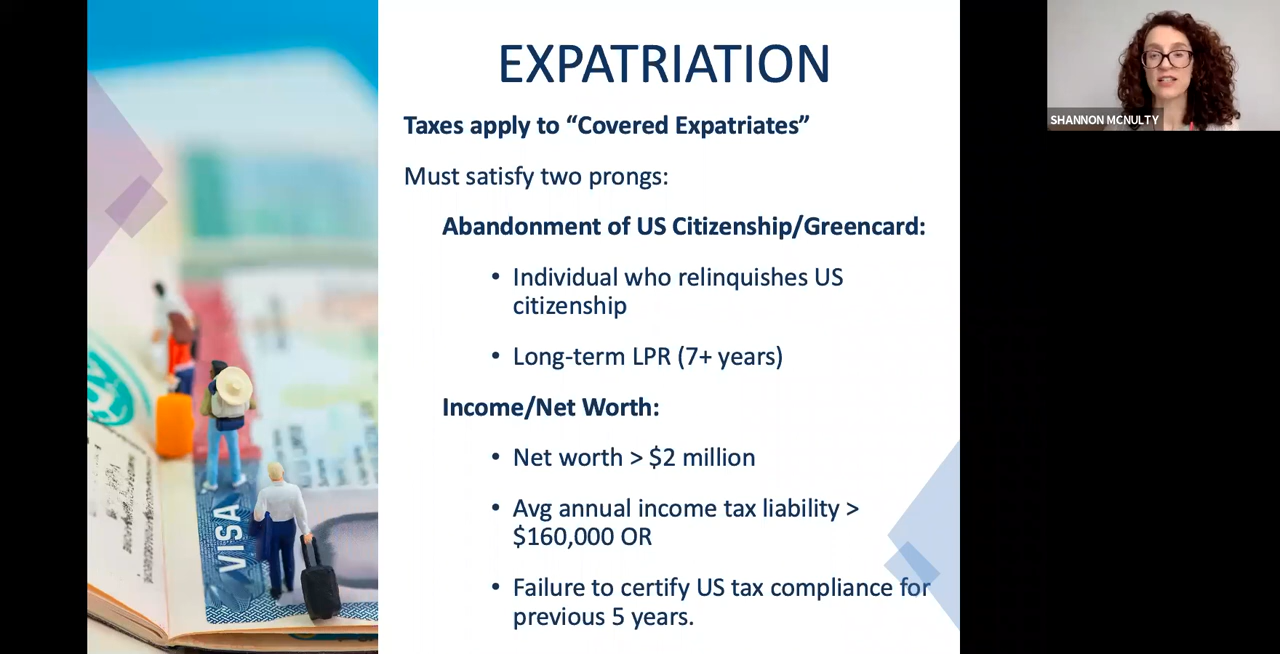 EXPATRIATION
Taxes apply to “Covered Expatriates”
Must satisfy two prongs:
Abandonment of US Citizenship/Greencard:
• Individual who relinquishes US
citizenship
• Long-term LPR (7+ years)
Income/Net Worth:
• Net worth > $2 million
• Avg annual income tax liability >
$160,000 OR
• Failure to certify US tax compliance for
previous 5 years.
SHANNON MCNULTY
VISA